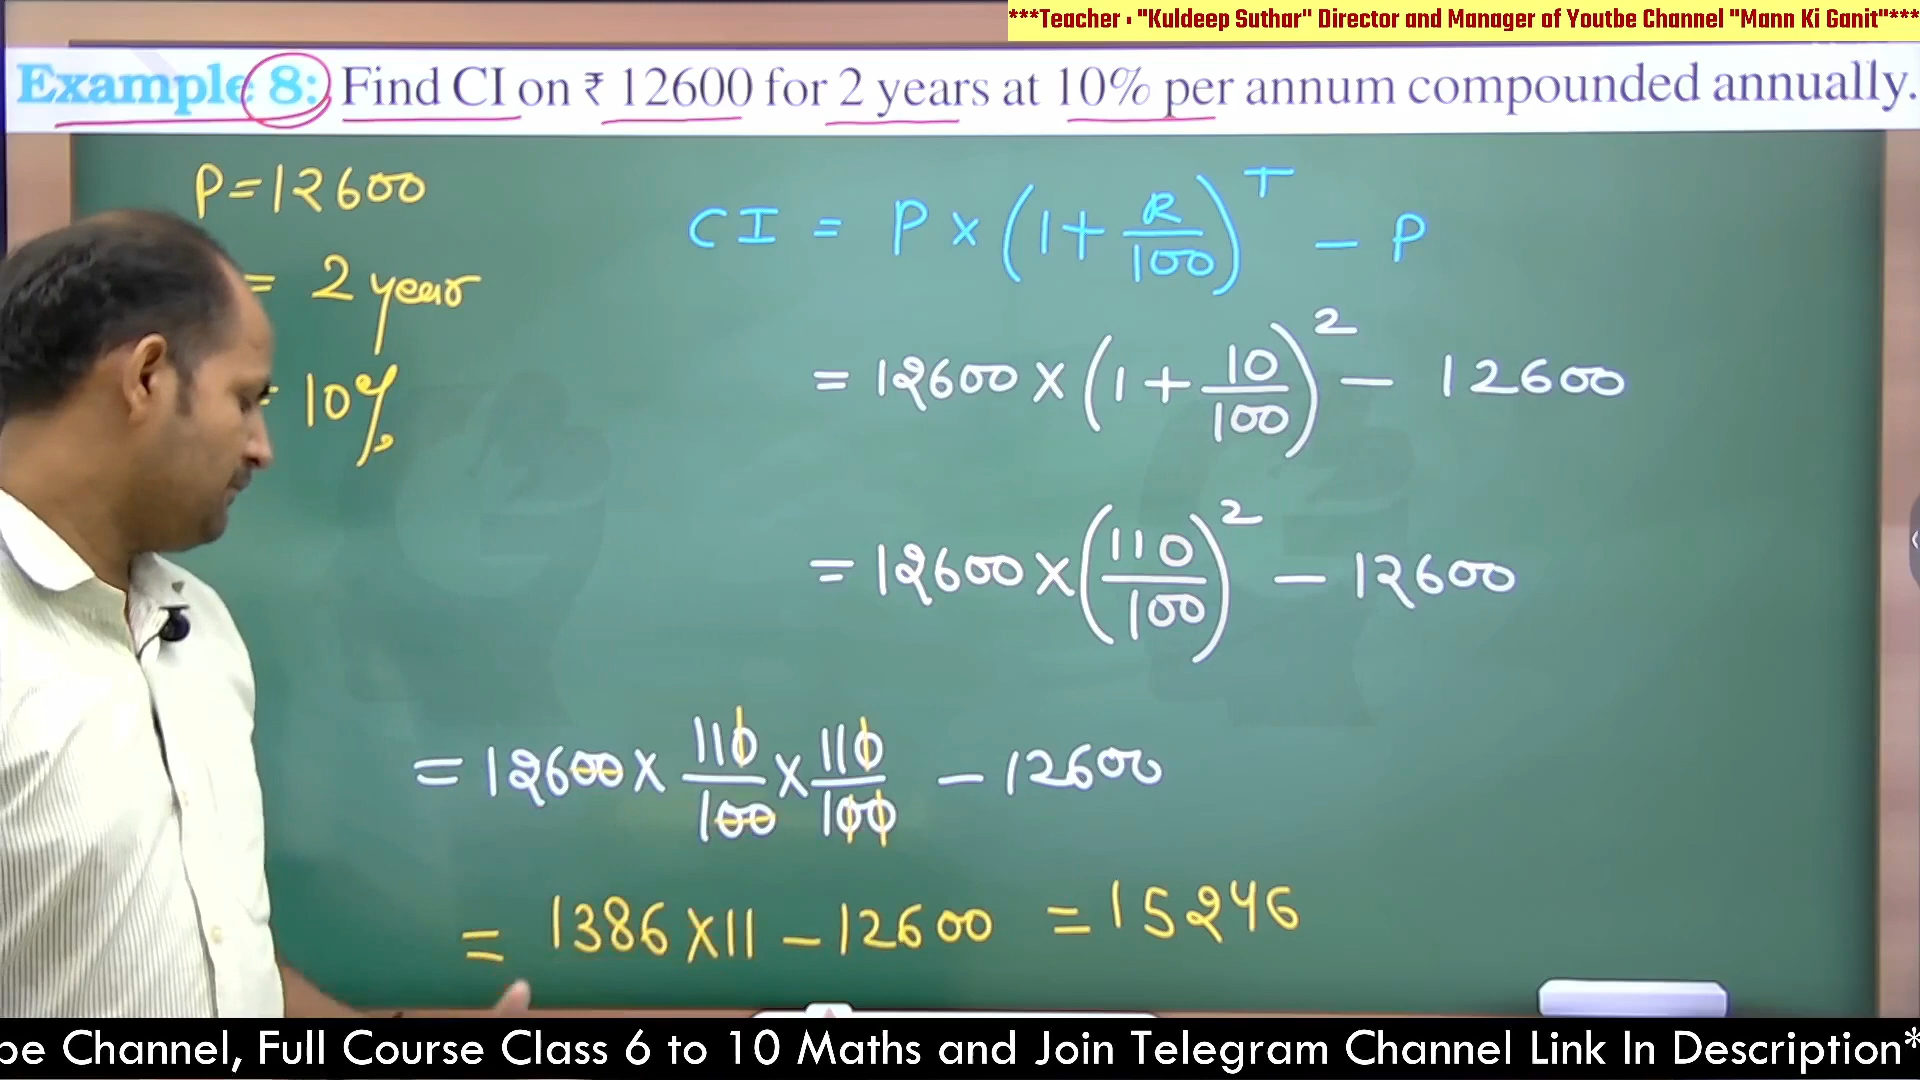 ***Teacher : "Kuldeep Suthar" Director and Manager of Youtbe Channel "Mann Ki Ganit"***
Example 8: Find CI on ₹ 12600 for 2 years at 10% per annum compounded annually.
P = 12600
= 2 year
= 10%
CI = P × (1 + R/100)^T − P
= 12600 × (1 + 10/100)^2 − 12600
= 12600 × (110/100)^2 − 12600
= 12600 × 110/100 × 110/100 − 12600
= 1386 × 11 − 12600 = 15246
be Channel, Full Course Class 6 to 10 Maths and Join Telegram Channel Link In Description*